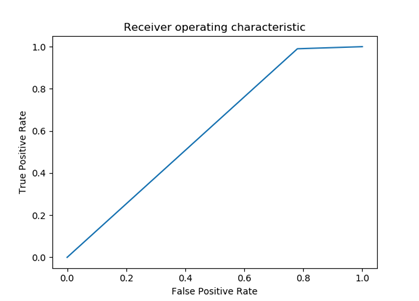 Receiver operating characteristic
1.0
0.8
0.6
0.4
0.2
0.0
True Positive Rate
0.0 0.2 0.4 0.6 0.8 1.0
False Positive Rate